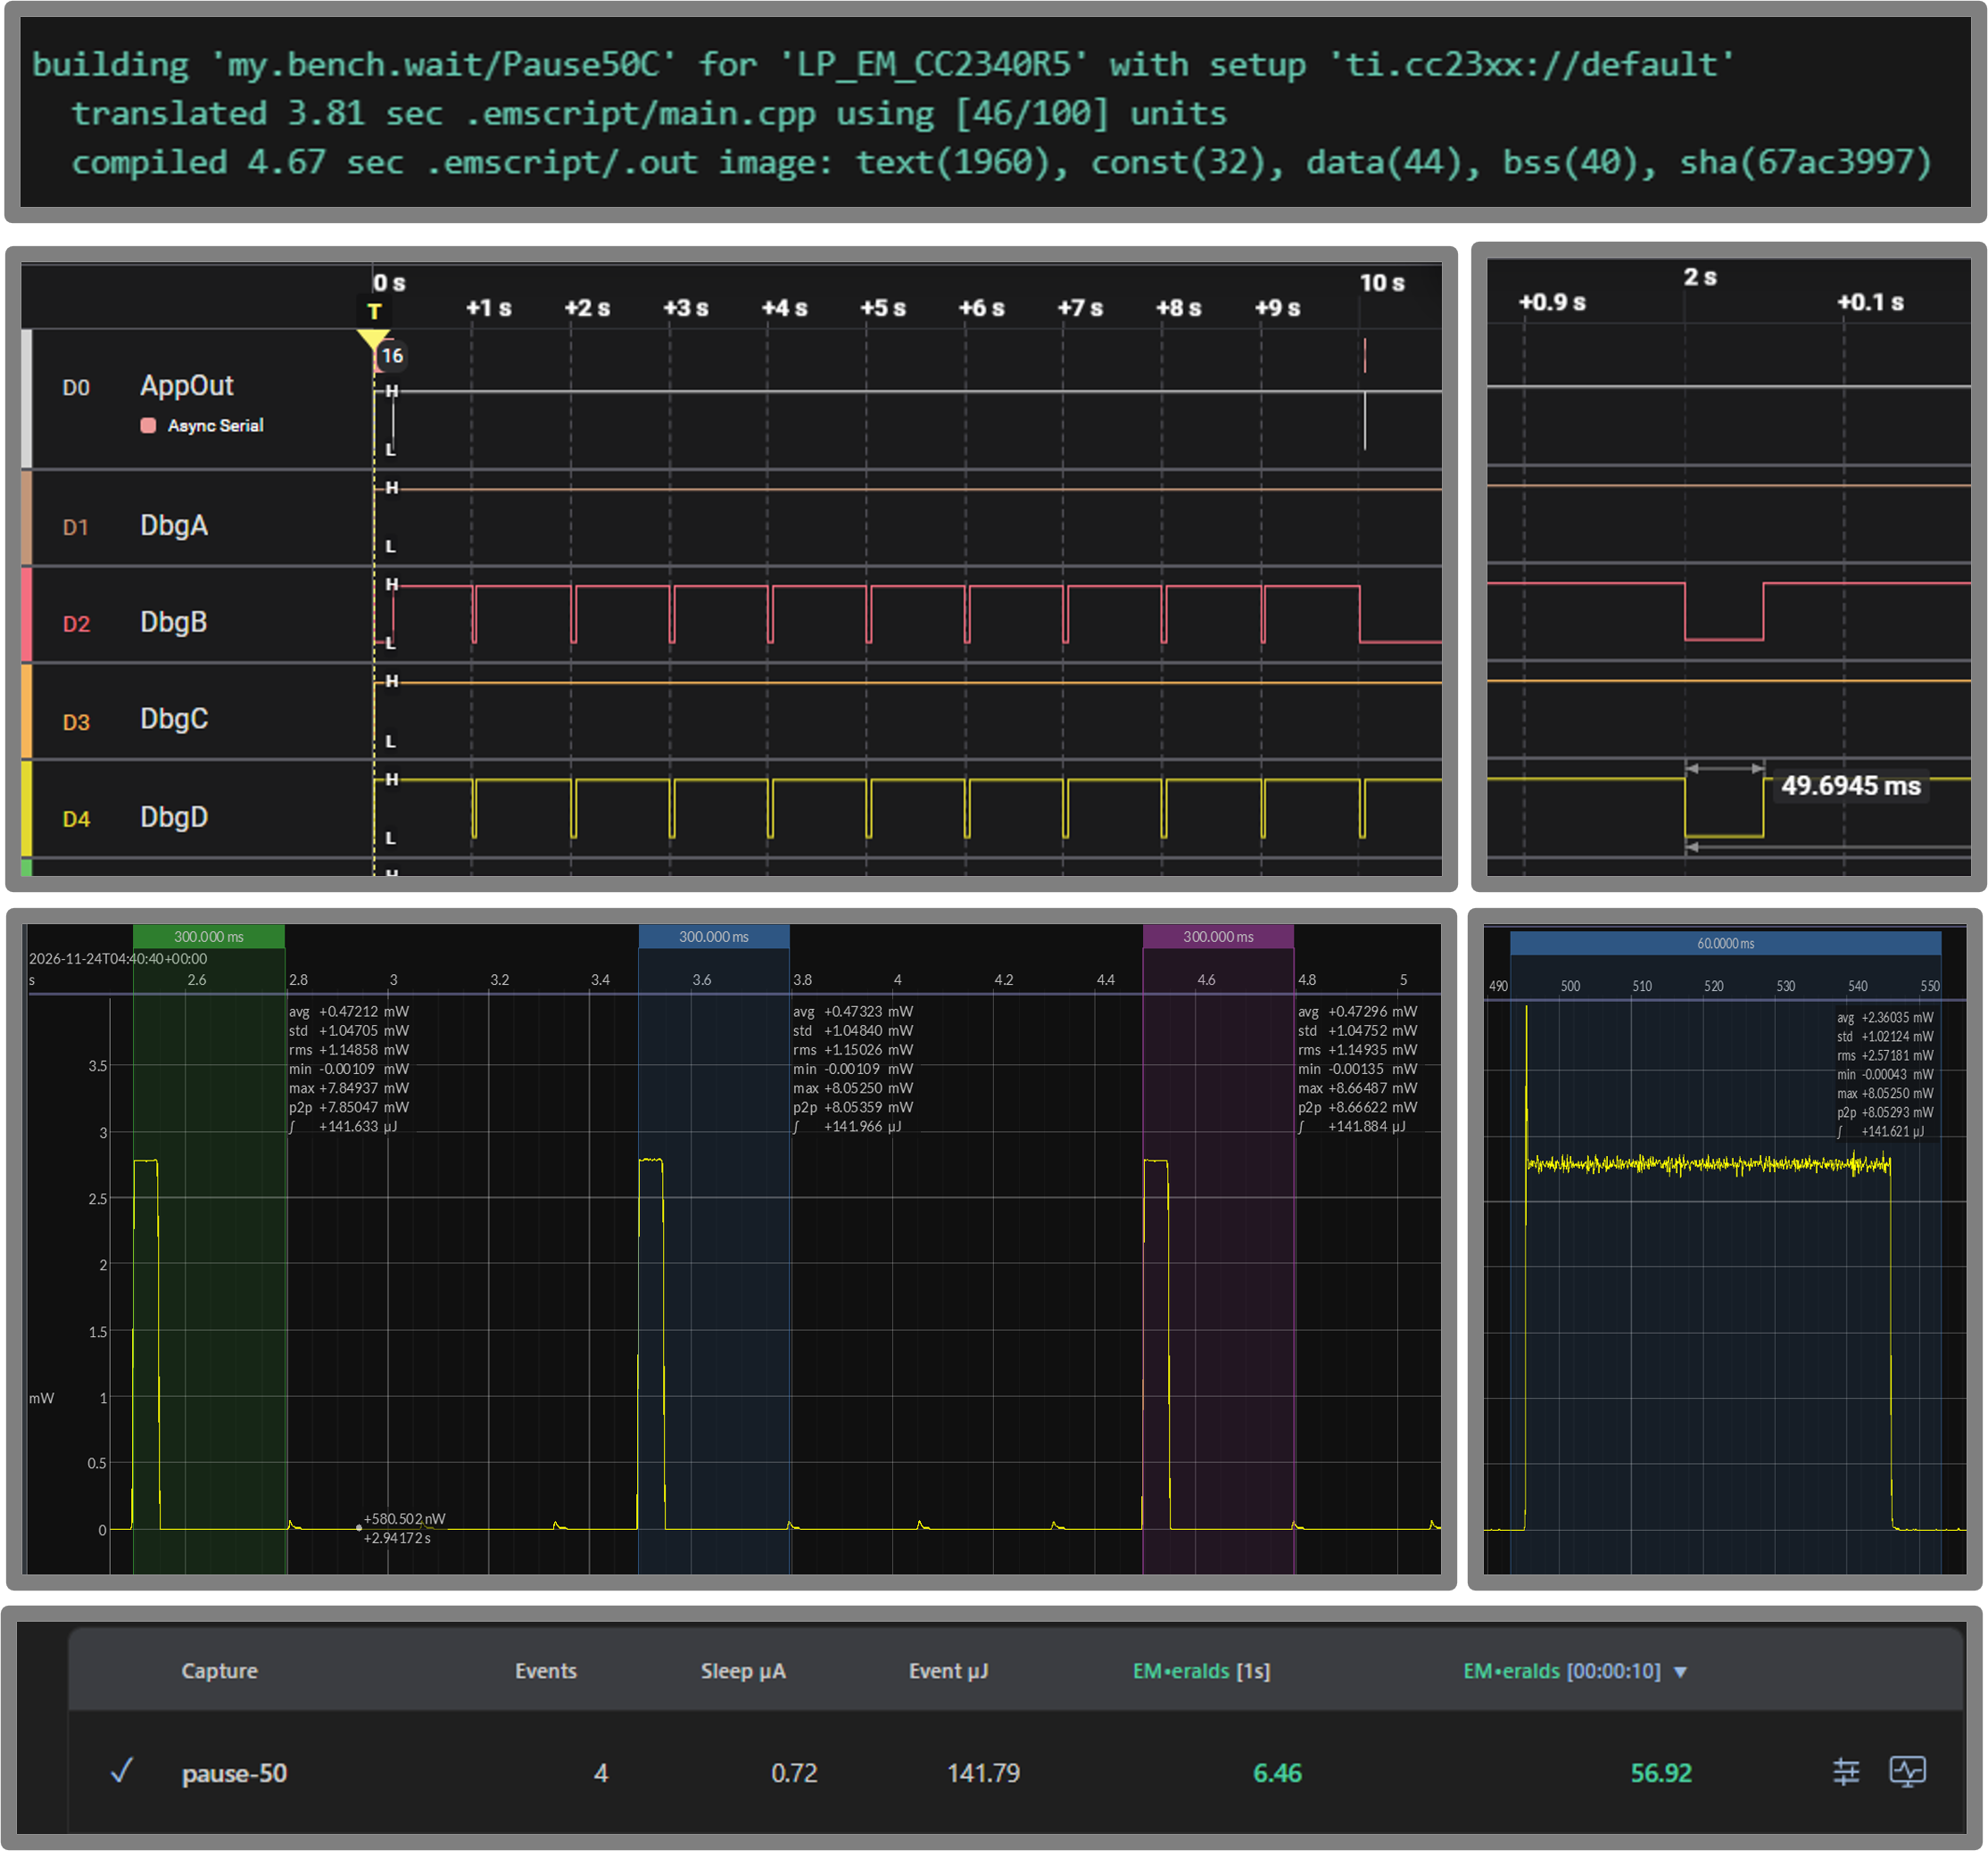 building 'my.bench.wait/Pause50C' for 'LP_EM_CC2340R5' with setup 'ti.cc23xx://default'
translated 3.81 sec .emscript/main.cpp using [46/100] units
compiled 4.67 sec .emscript/.out image: text(1960), const(32), data(44), bss(40), sha(67ac3997)
0 s 10 s
T +1 s +2 s +3 s +4 s +5 s +6 s +7 s +8 s +9 s
16
D0 AppOut H
Async Serial L
H
D1 DbgA
L
H
D2 DbgB
L
H
D3 DbgC
L
H
D4 DbgD
L
H
2 s
+0.9 s +0.1 s
49.6945 ms
300.000 ms 300.000 ms 300.000 ms
2026-11-24T04:40:40+00:00
s 2.6 2.8 3 3.2 3.4 3.6 3.8 4 4.2 4.4 4.6 4.8 5
avg +0.47212 mW avg +0.47323 mW avg +0.47296 mW
std +1.04705 mW std +1.04840 mW std +1.04752 mW
rms +1.14858 mW rms +1.15026 mW rms +1.14935 mW
min -0.00109 mW min -0.00109 mW min -0.00135 mW
max +7.84937 mW max +8.05250 mW max +8.66487 mW
p2p +7.85047 mW p2p +8.05359 mW p2p +8.66622 mW
∫ +141.633 µJ ∫ +141.966 µJ ∫ +141.884 µJ
3.5
3
2.5
2
1.5
mW 1
0.5
0
+580.502 nW
+2.94172 s
60.0000 ms
490 500 510 520 530 540 550
avg +2.36035 mW
std +1.02124 mW
rms +2.57181 mW
min -0.00043 mW
max +8.05250 mW
p2p +8.05293 mW
∫ +141.621 µJ
Capture Events Sleep µA Event µJ EM•eralds [1s] EM•eralds [00:00:10] ▼
✓ pause-50 4 0.72 141.79 6.46 56.92